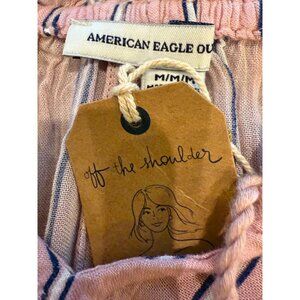 AMERICAN EAGLE OU
M/M/M
off the shoulder